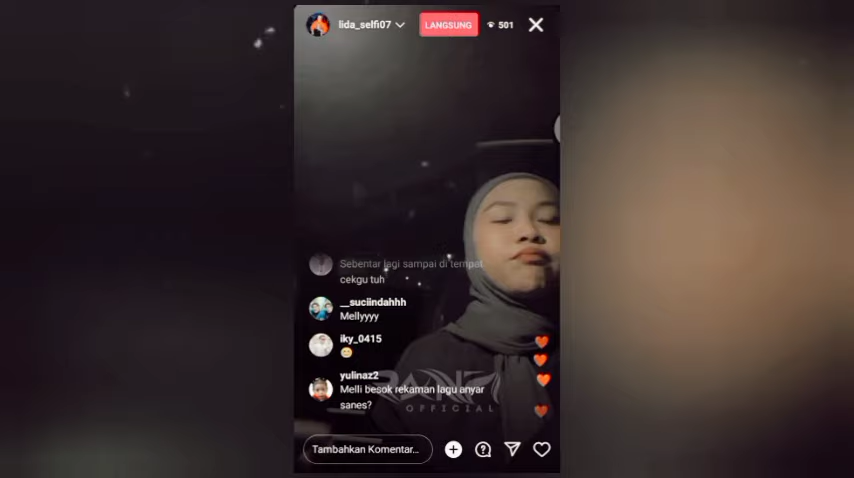 lida_selfi07
LANGSUNG
501
Sebentar lagi sampai di tempat
cekgu tuh
__suciindahhh
Mellyyyy
iky_0415
yulinaz2
Melli besok rekaman lagu anyar
sanes?
OFFICIAL
Tambahkan Komentar...